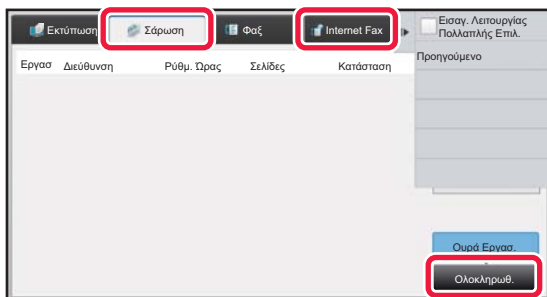 Εκτύπωση Σάρωση Φαξ Internet Fax
Εισαγ. Λειτουργίας
Πολλαπλής Επιλ.
Προηγούμενο
Εργασ Διεύθυνση Ρύθμ. Ώρας Σελίδες Κατάσταση
Ουρά Εργασ.
Ολοκληρωθ.